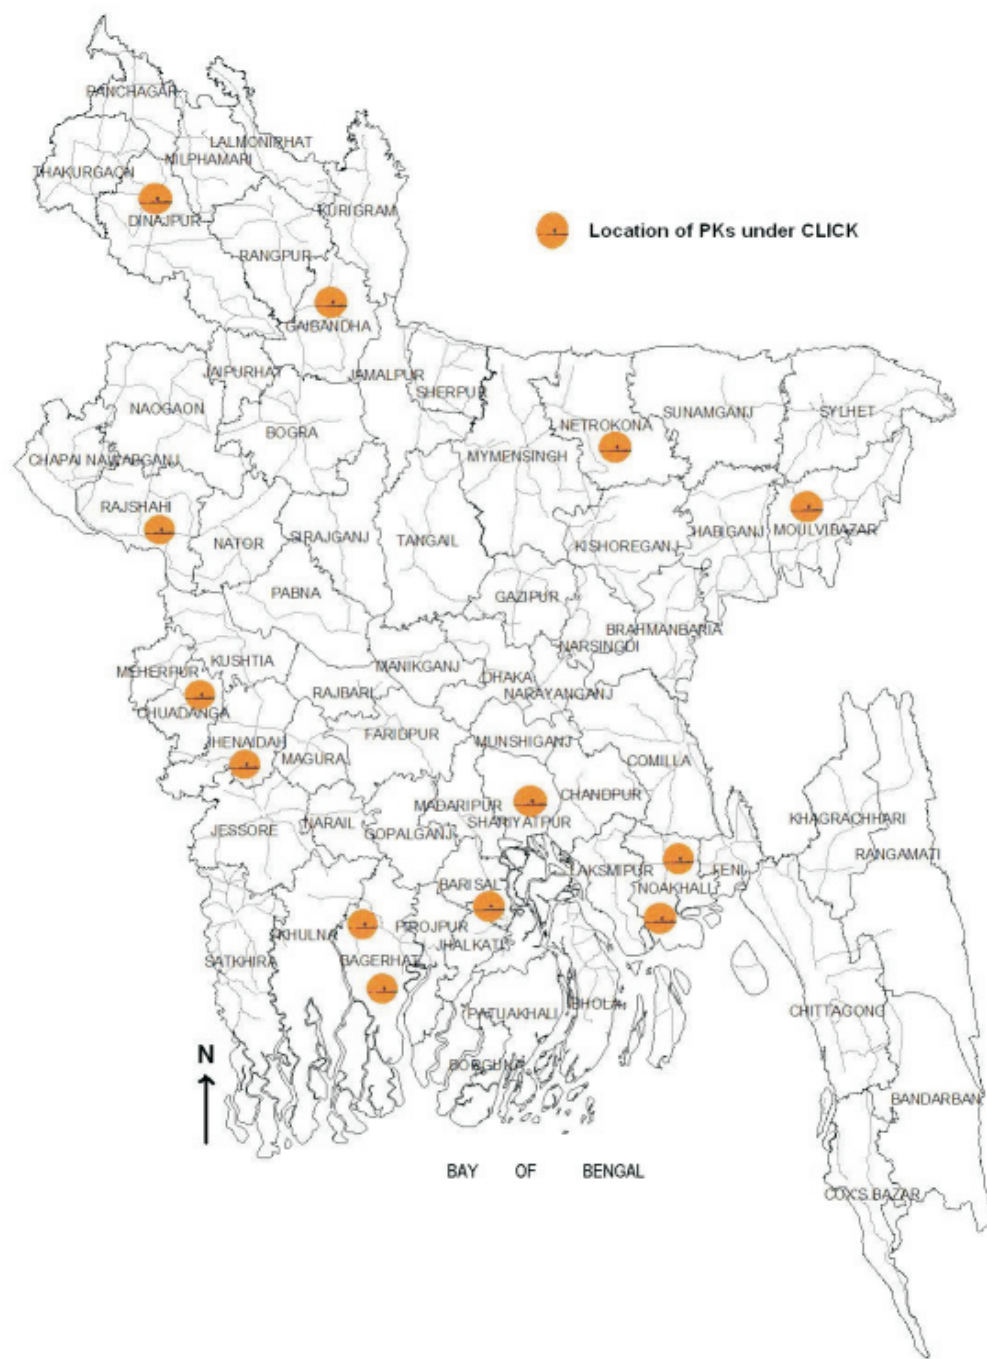 PANCHAGAR
LALMONIRHAT
NILPHAMARI
THAKURGAON
DINAJPUR
KURIGRAM
Location of PKs under CLICK
RANGPUR
GAIBANDHA
JAIPURHAT
JAMALPUR
SHERPUR
NAOGAON
SUNAMGANJ
SYLHET
BOGRA
NETROKONA
CHAPAI NAWABGANJ
MYMENSINGH
RAJSHAHI
HABIGANJ
MOULVIBAZAR
NATOR
SIRAJGANJ
TANGAIL
KISHOREGANJ
PABNA
GAZIPUR
BRAHMANBARIA
NARSINGDI
KUSHTIA
MEHERPUR
MANIKGANJ
DHAKA
RAJBARI
NARAYANGANJ
CHUADANGA
FARIDPUR
MUNSHIGANJ
JHENAIDAH
MAGURA
COMILLA
CHANDPUR
MADARIPUR
SHARIYATPUR
KHAGRACHHARI
JESSORE
NARAIL
GOPALGANJ
RANGAMATI
LAKSMIPUR
FENI
BARISAL
NOAKHALI
PIROJPUR
KHULNA
JHALKATI
SATKHIRA
BAGERHAT
BHOLA
PATUAKHALI
CHITTAGONG
N
BORGUNA
BANDARBAN
BAY OF BENGAL
COX'S BAZAR